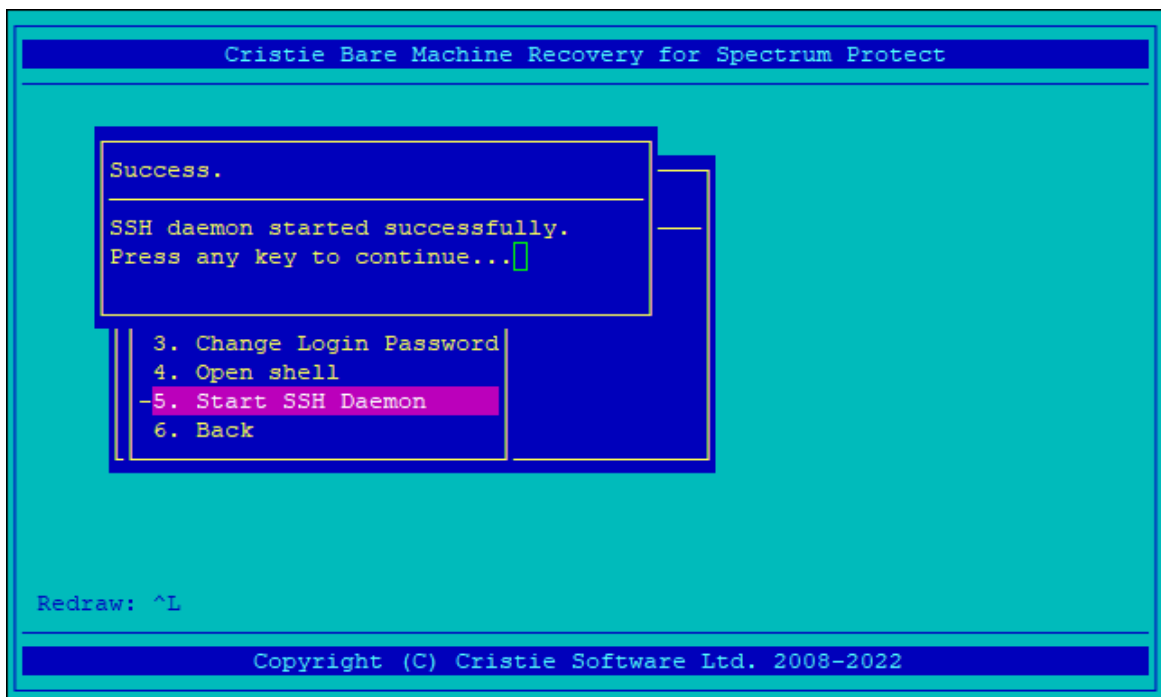 Cristie Bare Machine Recovery for Spectrum Protect
Success.
SSH daemon started successfully.
Press any key to continue...
3. Change Login Password
4. Open shell
-5. Start SSH Daemon
6. Back
Redraw: ^L
Copyright (C) Cristie Software Ltd. 2008-2022